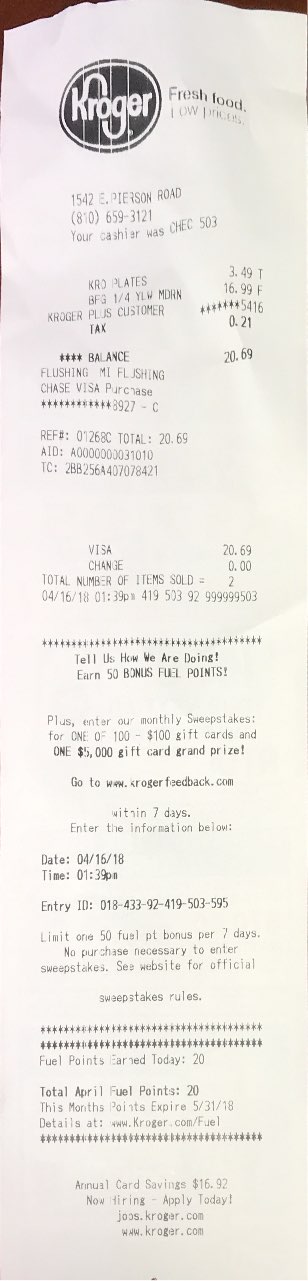 Kroger
Fresh food.
Low prices.
1542 E.PIERSON ROAD
(810) 659-3121
Your cashier was CHEC 503
KRO PLATES 3.49 T
BFG 1/4 YLW MDRN 16.99 F
KROGER PLUS CUSTOMER *******5416
TAX 0.21
**** BALANCE 20.69
FLUSHING MI FLUSHING
CHASE VISA Purchase
************8927 - C
REF#: 01268C TOTAL: 20.69
AID: A0000000031010
TC: 2BB256A407078421
VISA 20.69
CHANGE 0.00
TOTAL NUMBER OF ITEMS SOLD = 2
04/16/18 01:39pm 419 503 92 999999503
************************************
Tell Us How We Are Doing!
Earn 50 BONUS FUEL POINTS!
Plus, enter our monthly Sweepstakes:
for ONE OF 100 - $100 gift cards and
ONE $5,000 gift card grand prize!
Go to www.krogerfeedback.com
within 7 days.
Enter the information below:
Date: 04/16/18
Time: 01:39pm
Entry ID: 018-433-92-419-503-595
Limit one 50 fuel pt bonus per 7 days.
No purchase necessary to enter
sweepstakes. See website for official
sweepstakes rules.
************************************
************************************
Fuel Points Earned Today: 20
Total April Fuel Points: 20
This Months Points Expire 5/31/18
Details at: www.Kroger.com/Fuel
************************************
Annual Card Savings $16.92
Now Hiring - Apply Today!
jobs.kroger.com
www.kroger.com